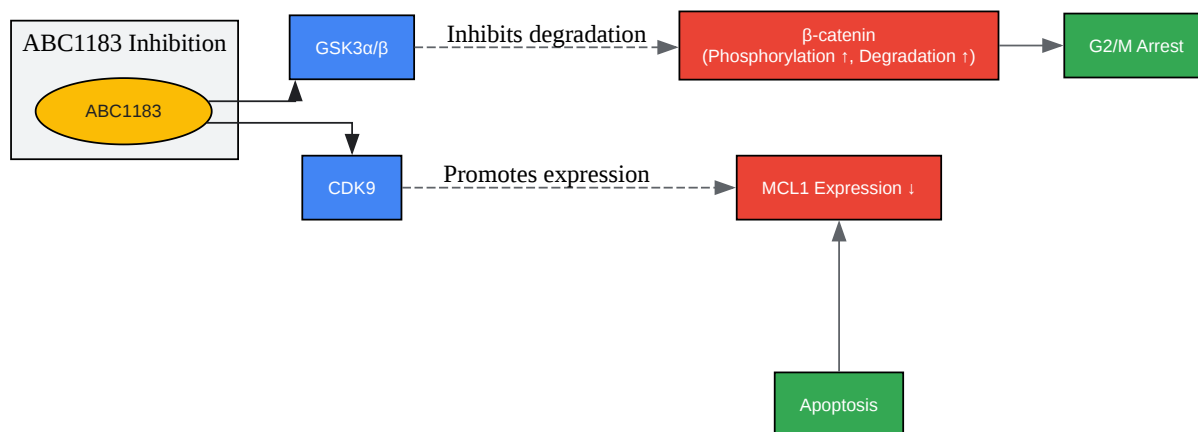 ABC1183 Inhibition
ABC1183
GSK3α/β
Inhibits degradation
β-catenin
(Phosphorylation ↑, Degradation ↑)
G2/M Arrest
CDK9
Promotes expression
MCL1 Expression ↓
Apoptosis